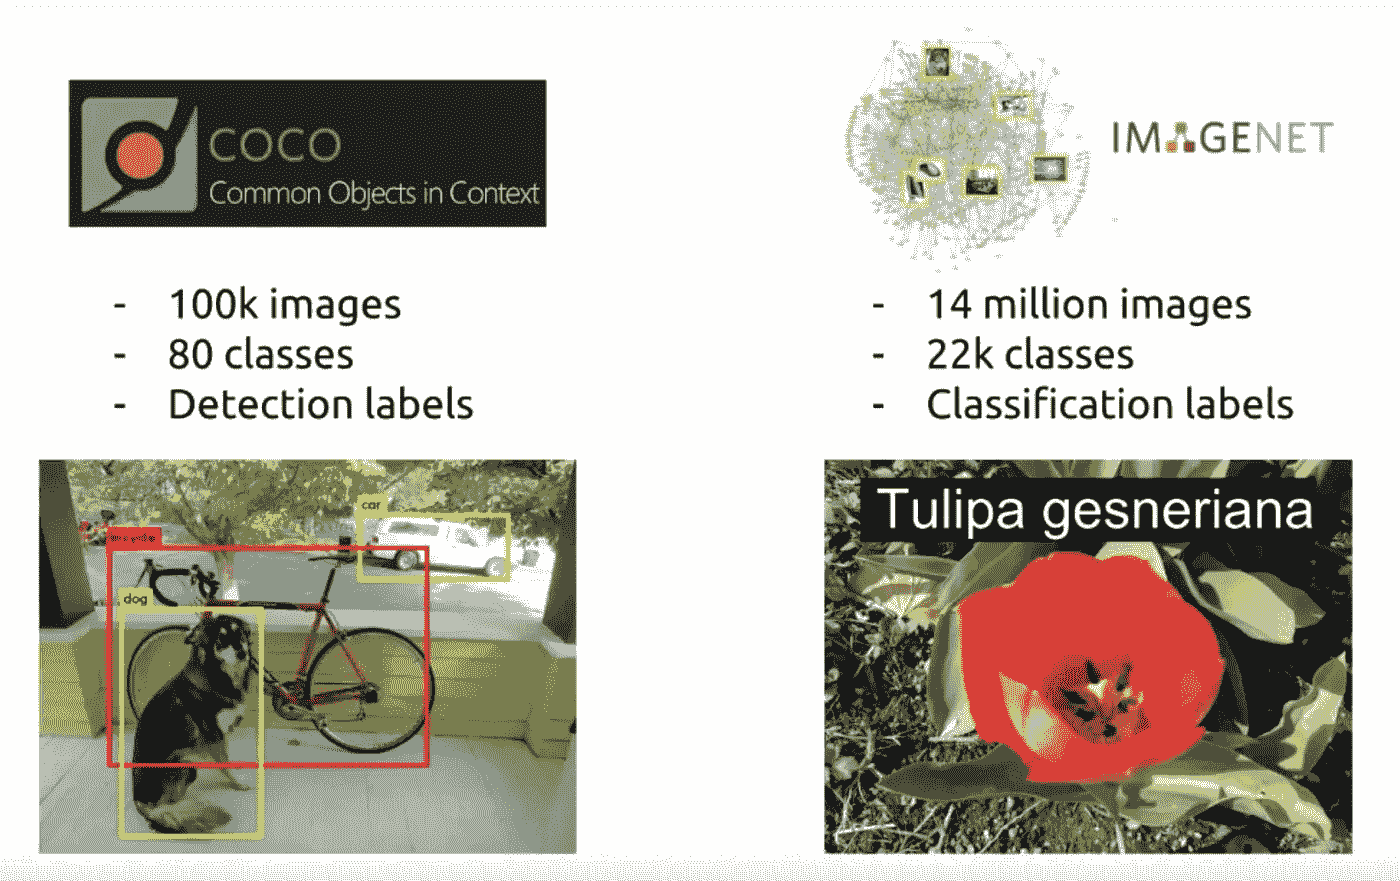 COCO
Common Objects in Context
- 100k images
- 80 classes
- Detection labels
car
dog
IMAGENET
- 14 million images
- 22k classes
- Classification labels
Tulipa gesneriana